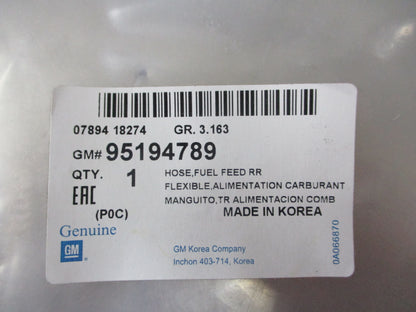 07894 18274 GR. 3.163
GM# 95194789
QTY. 1 HOSE,FUEL FEED RR
FLEXIBLE,ALIMENTATION CARBURANT
EAC MANGUITO,TR ALIMENTACION COMB
(P0C) MADE IN KOREA
Genuine
GM
GM Korea Company
Inchon 403-714, Korea
0A066870